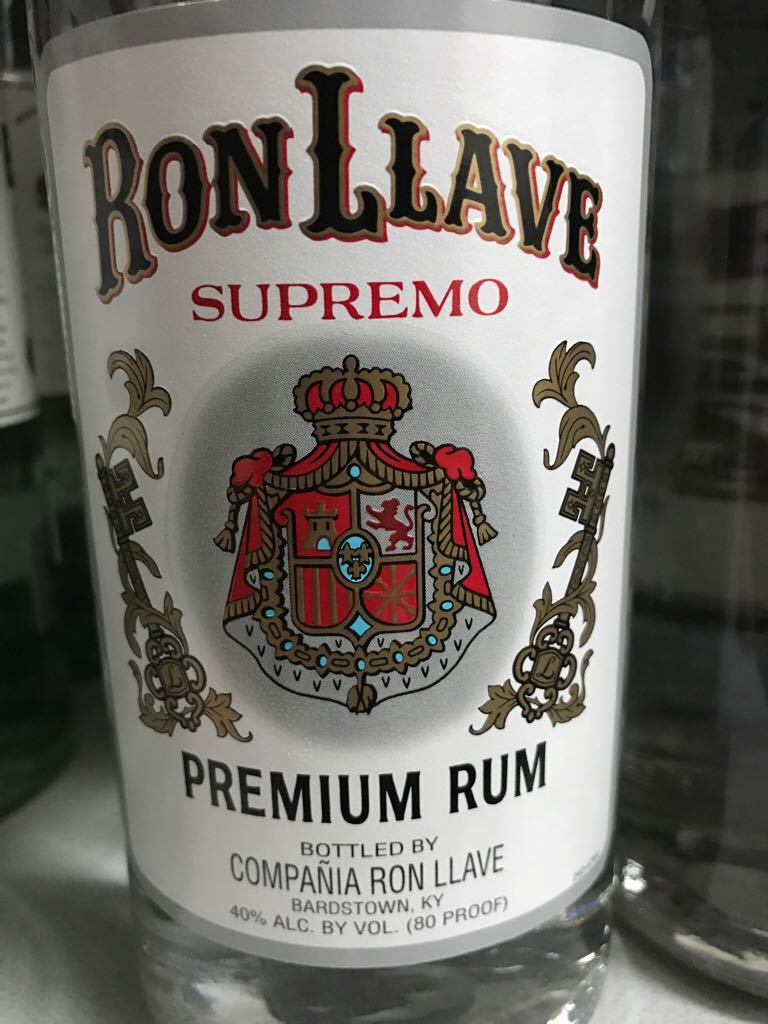 RON LLAVE
SUPREMO
PREMIUM RUM
BOTTLED BY
COMPAÑIA RON LLAVE
BARDSTOWN, KY
40% ALC. BY VOL. (80 PROOF)